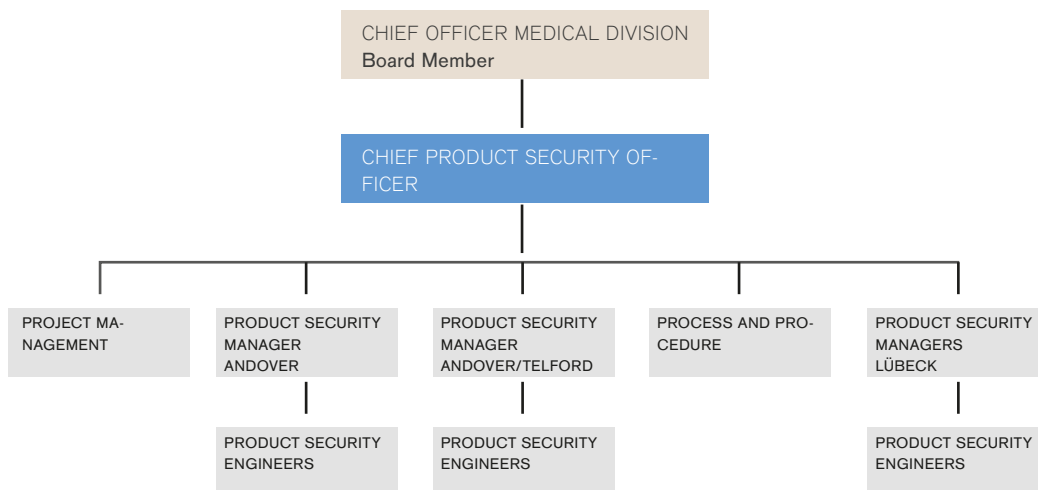 CHIEF OFFICER MEDICAL DIVISION
Board Member
CHIEF PRODUCT SECURITY OF-
FICER
PROJECT MA-
NAGEMENT
PRODUCT SECURITY
MANAGER
ANDOVER
PRODUCT SECURITY
MANAGER
ANDOVER/TELFORD
PROCESS AND PRO-
CEDURE
PRODUCT SECURITY
MANAGERS
LÜBECK
PRODUCT SECURITY
ENGINEERS
PRODUCT SECURITY
ENGINEERS
PRODUCT SECURITY
ENGINEERS